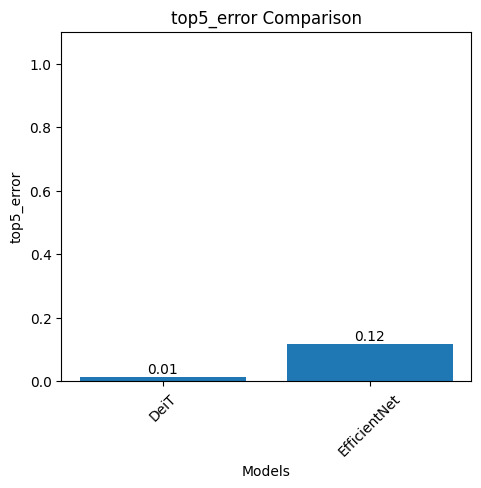 top5_error Comparison
top5_error
1.0
0.8
0.6
0.4
0.2
0.0
0.01
0.12
DeiT
EfficientNet
Models